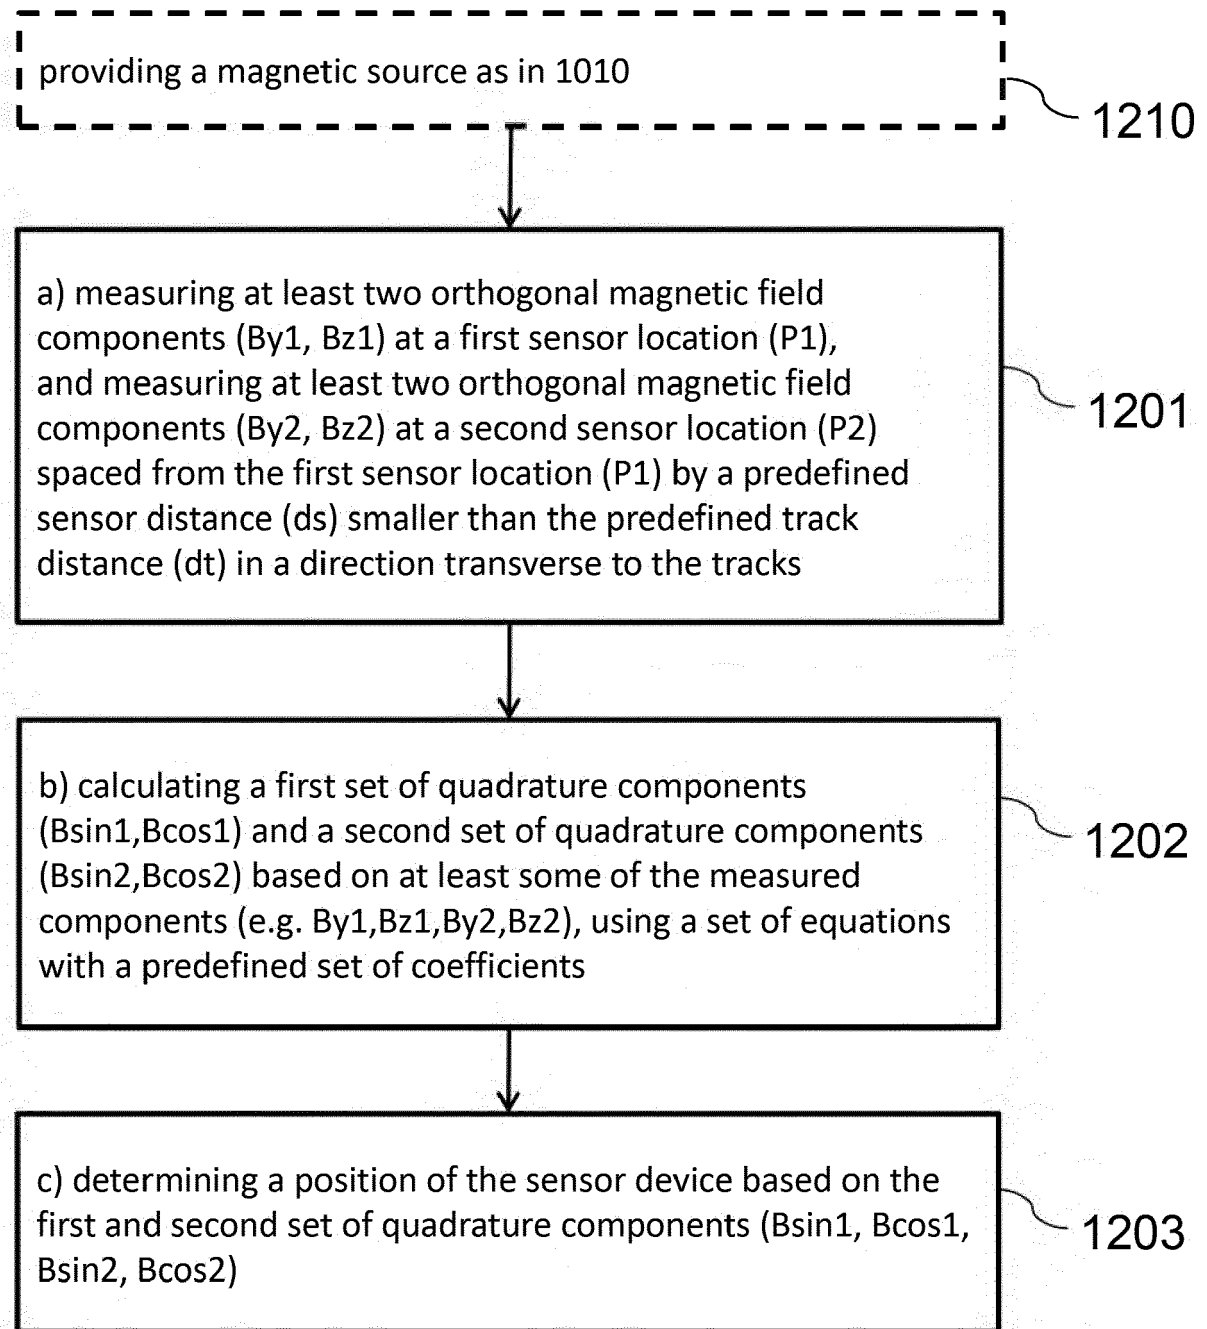 providing a magnetic source as in 1010
1210
a) measuring at least two orthogonal magnetic field
components (By1, Bz1) at a first sensor location (P1),
and measuring at least two orthogonal magnetic field
components (By2, Bz2) at a second sensor location (P2)
spaced from the first sensor location (P1) by a predefined
sensor distance (ds) smaller than the predefined track
distance (dt) in a direction transverse to the tracks
1201
b) calculating a first set of quadrature components
(Bsin1,Bcos1) and a second set of quadrature components
(Bsin2,Bcos2) based on at least some of the measured
components (e.g. By1,Bz1,By2,Bz2), using a set of equations
with a predefined set of coefficients
1202
c) determining a position of the sensor device based on the
first and second set of quadrature components (Bsin1, Bcos1,
Bsin2, Bcos2)
1203